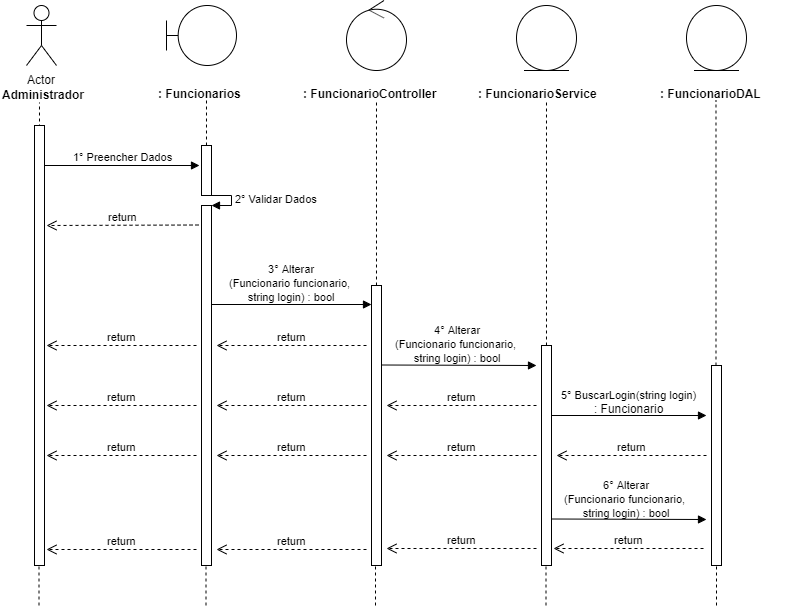 Actor
Administrador
: Funcionarios
: FuncionarioController
: FuncionarioService
: FuncionarioDAL
1° Preencher Dados
2° Validar Dados
return
3° Alterar
(Funcionario funcionario,
string login) : bool
return
return
4° Alterar
(Funcionario funcionario,
string login) : bool
return
return
return
5° BuscarLogin(string login)
: Funcionario
return
return
return
return
6° Alterar
(Funcionario funcionario,
string login) : bool
return
return
return
return